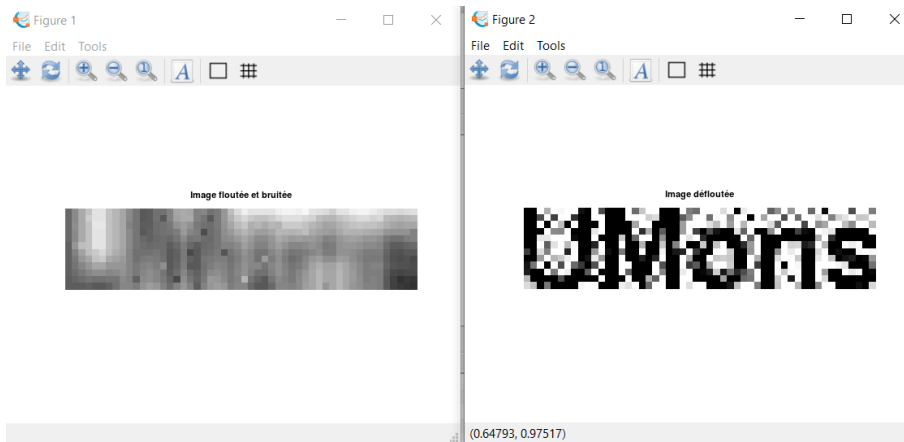 Figure 1
File Edit Tools
A
Image floutée et bruitée
Figure 2
File Edit Tools
A
Image défloutée
UMons
(0.64793, 0.97517)